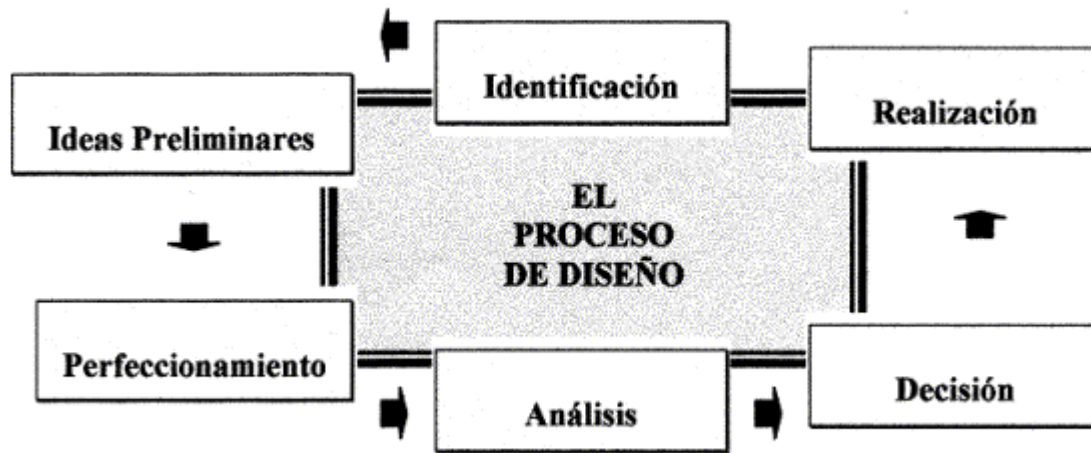 Identificación
Realización
Ideas Preliminares
EL
PROCESO
DE DISEÑO
Perfeccionamiento
Análisis
Decisión